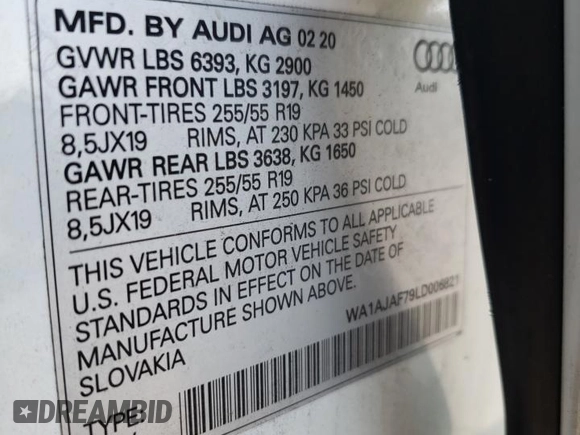 MFD. BY AUDI AG 02 20
GVWR LBS 6393, KG 2900
GAWR FRONT LBS 3197, KG 1450
FRONT-TIRES 255/55 R19
8,5JX19 RIMS, AT 230 KPA 33 PSI COLD
GAWR REAR LBS 3638, KG 1650
REAR-TIRES 255/55 R19
8,5JX19 RIMS, AT 250 KPA 36 PSI COLD
Audi
THIS VEHICLE CONFORMS TO ALL APPLICABLE
U.S. FEDERAL MOTOR VEHICLE SAFETY
STANDARDS IN EFFECT ON THE DATE OF
MANUFACTURE SHOWN ABOVE.
SLOVAKIA
WA1AJAF79LD006821
TYPE:
DREAMBID